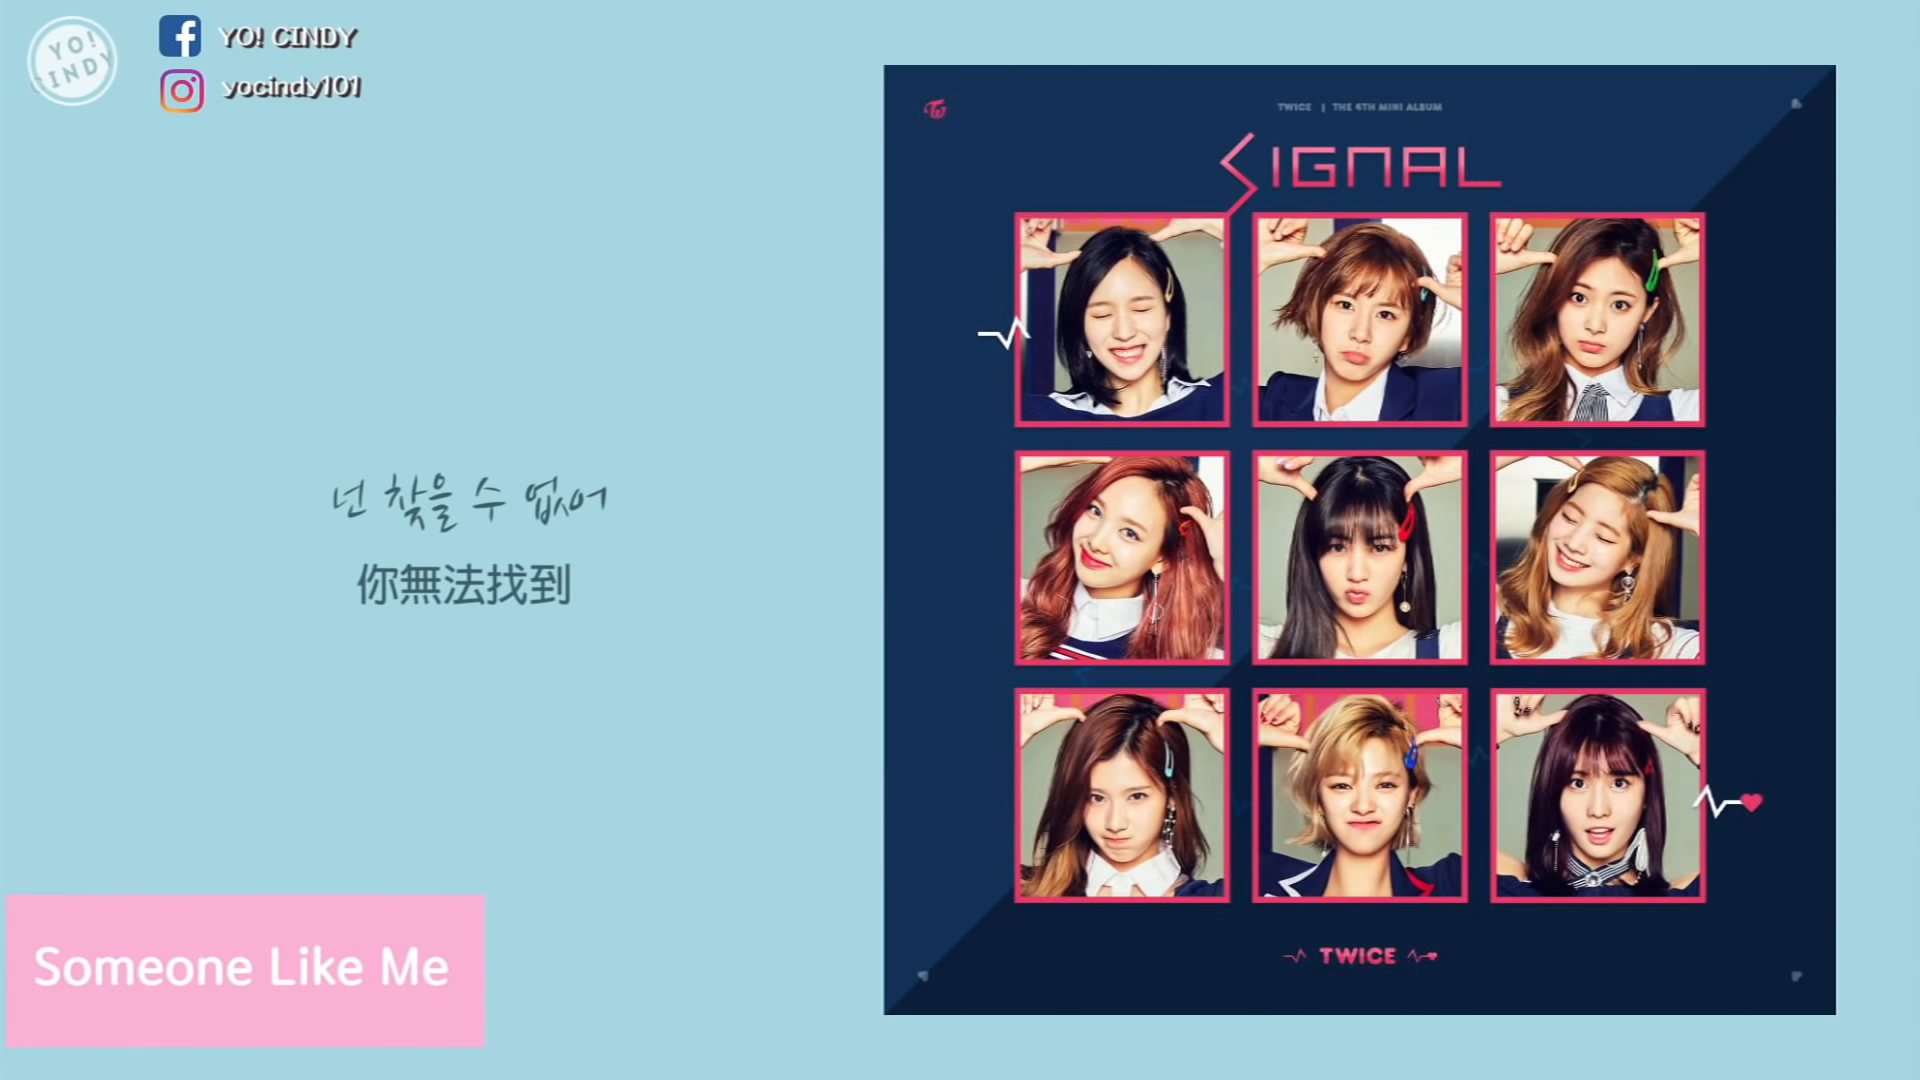 YO!
CINDY
YO! CINDY
yocindy101
TWICE | THE 4TH MINI ALBUM
SIGNAL
넌 찾을 수 없어
你無法找到
Someone Like Me
TWICE